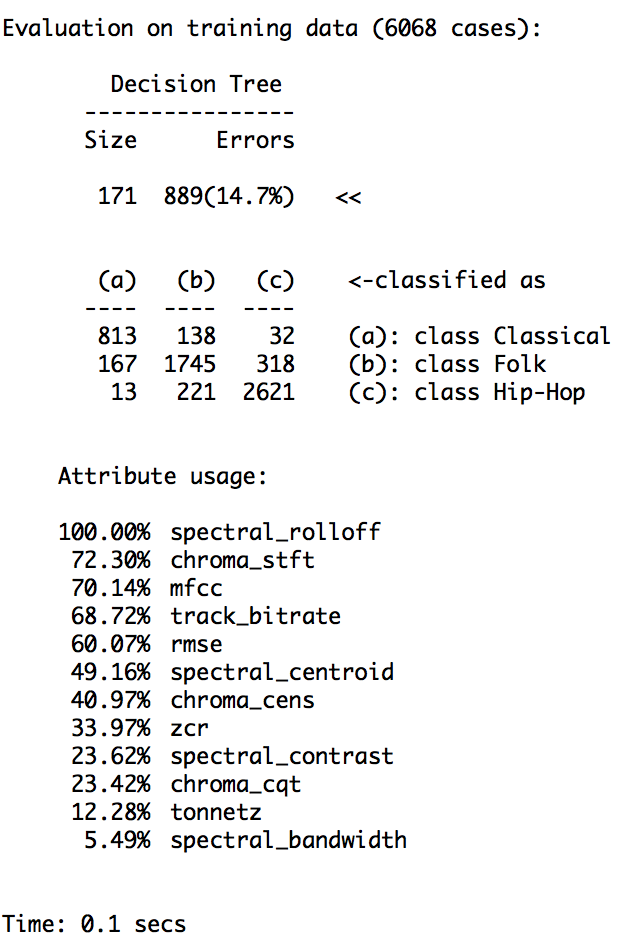 Evaluation on training data (6068 cases):
Decision Tree
----------------
Size Errors
171 889(14.7%) <<
(a) (b) (c) <-classified as
---- ---- ----
813 138 32 (a): class Classical
167 1745 318 (b): class Folk
13 221 2621 (c): class Hip-Hop
Attribute usage:
100.00% spectral_rolloff
72.30% chroma_stft
70.14% mfcc
68.72% track_bitrate
60.07% rmse
49.16% spectral_centroid
40.97% chroma_cens
33.97% zcr
23.62% spectral_contrast
23.42% chroma_cqt
12.28% tonnetz
5.49% spectral_bandwidth
Time: 0.1 secs